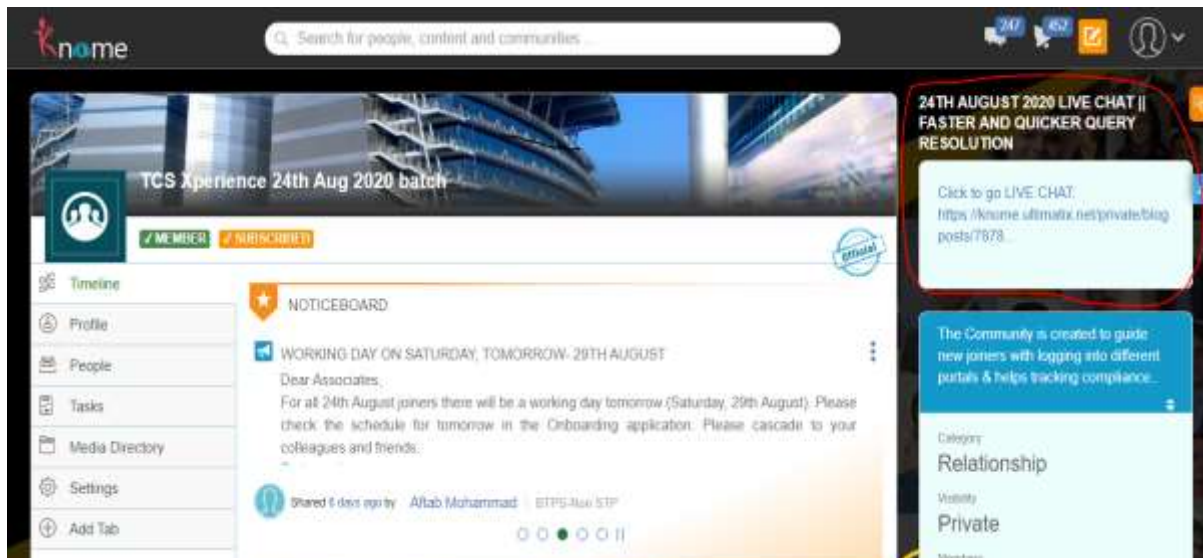 Knome
Search for people, content and communities ...
247
452
TCS Xperience 24th Aug 2020 batch
✓ MEMBER
✓ SUBSCRIBED
Official
Timeline
Profile
People
Tasks
Media Directory
Settings
Add Tab
NOTICEBOARD
WORKING DAY ON SATURDAY, TOMORROW- 29TH AUGUST
Dear Associates,
For all 24th August joiners there will be a working day tomorrow (Saturday, 29th August). Please
check the schedule for tomorrow in the Onboarding application. Please cascade to your
colleagues and friends.
Shared 6 days ago by Aftab Mohammad
24TH AUGUST 2020 LIVE CHAT ||
FASTER AND QUICKER QUERY
RESOLUTION
Click to go LIVE CHAT:
https://knome.ultimatix.net/private/blog
posts/7878...
The Community is created to guide
new joiners with logging into different
portals & helps tracking compliance...
Category
Relationship
Visibility
Private